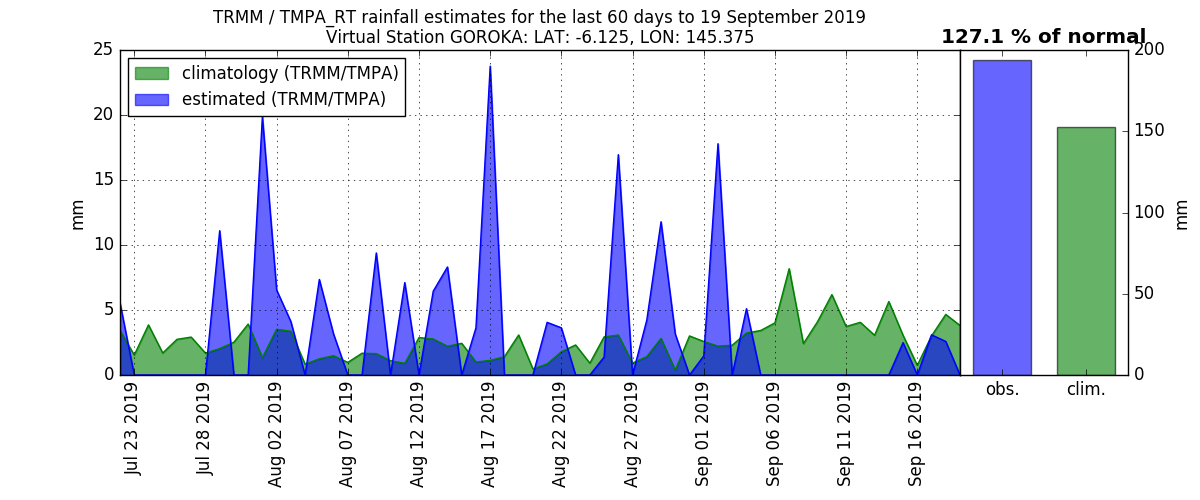 TRMM / TMPA_RT rainfall estimates for the last 60 days to 19 September 2019
Virtual Station GOROKA: LAT: -6.125, LON: 145.375
127.1 % of normal
climatology (TRMM/TMPA)
estimated (TRMM/TMPA)
mm
25
20
15
10
5
0
Jul 23 2019
Jul 28 2019
Aug 02 2019
Aug 07 2019
Aug 12 2019
Aug 17 2019
Aug 22 2019
Aug 27 2019
Sep 01 2019
Sep 06 2019
Sep 11 2019
Sep 16 2019
obs.
clim.
200
150
100
50
0
mm